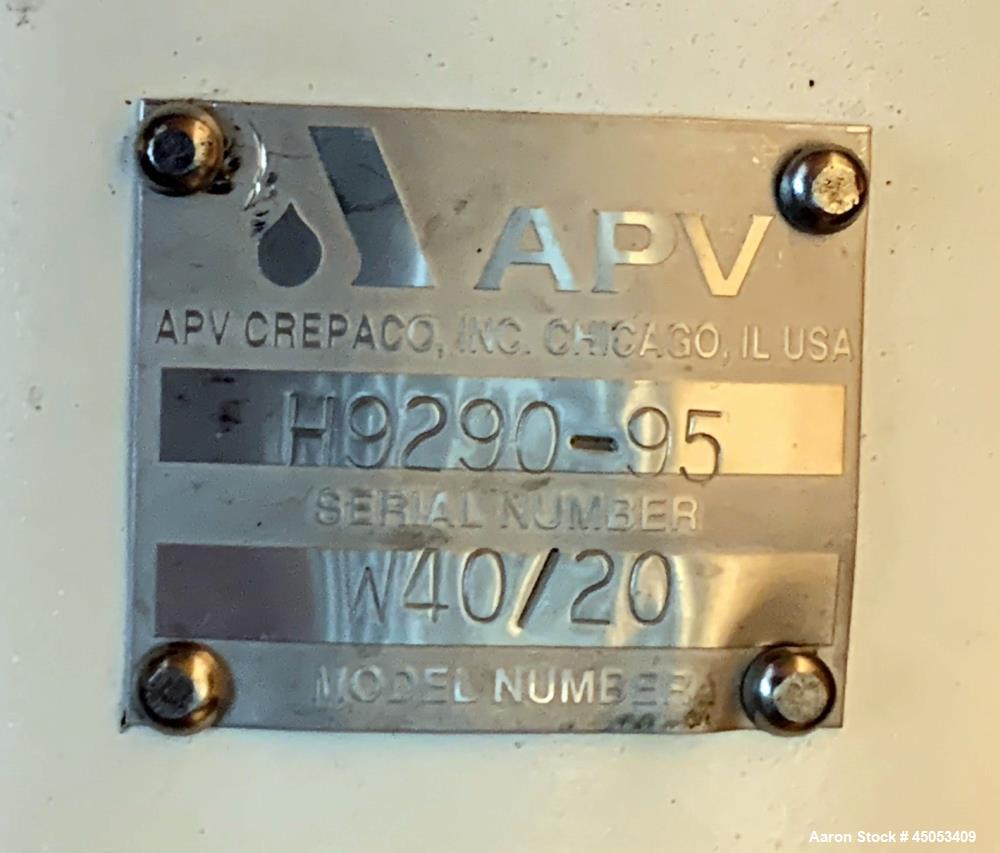 APV
APV CREPACO, INC. CHICAGO, IL USA
H9290-95
SERIAL NUMBER
W40/20
MODEL NUMBER
Aaron Stock # 45053409